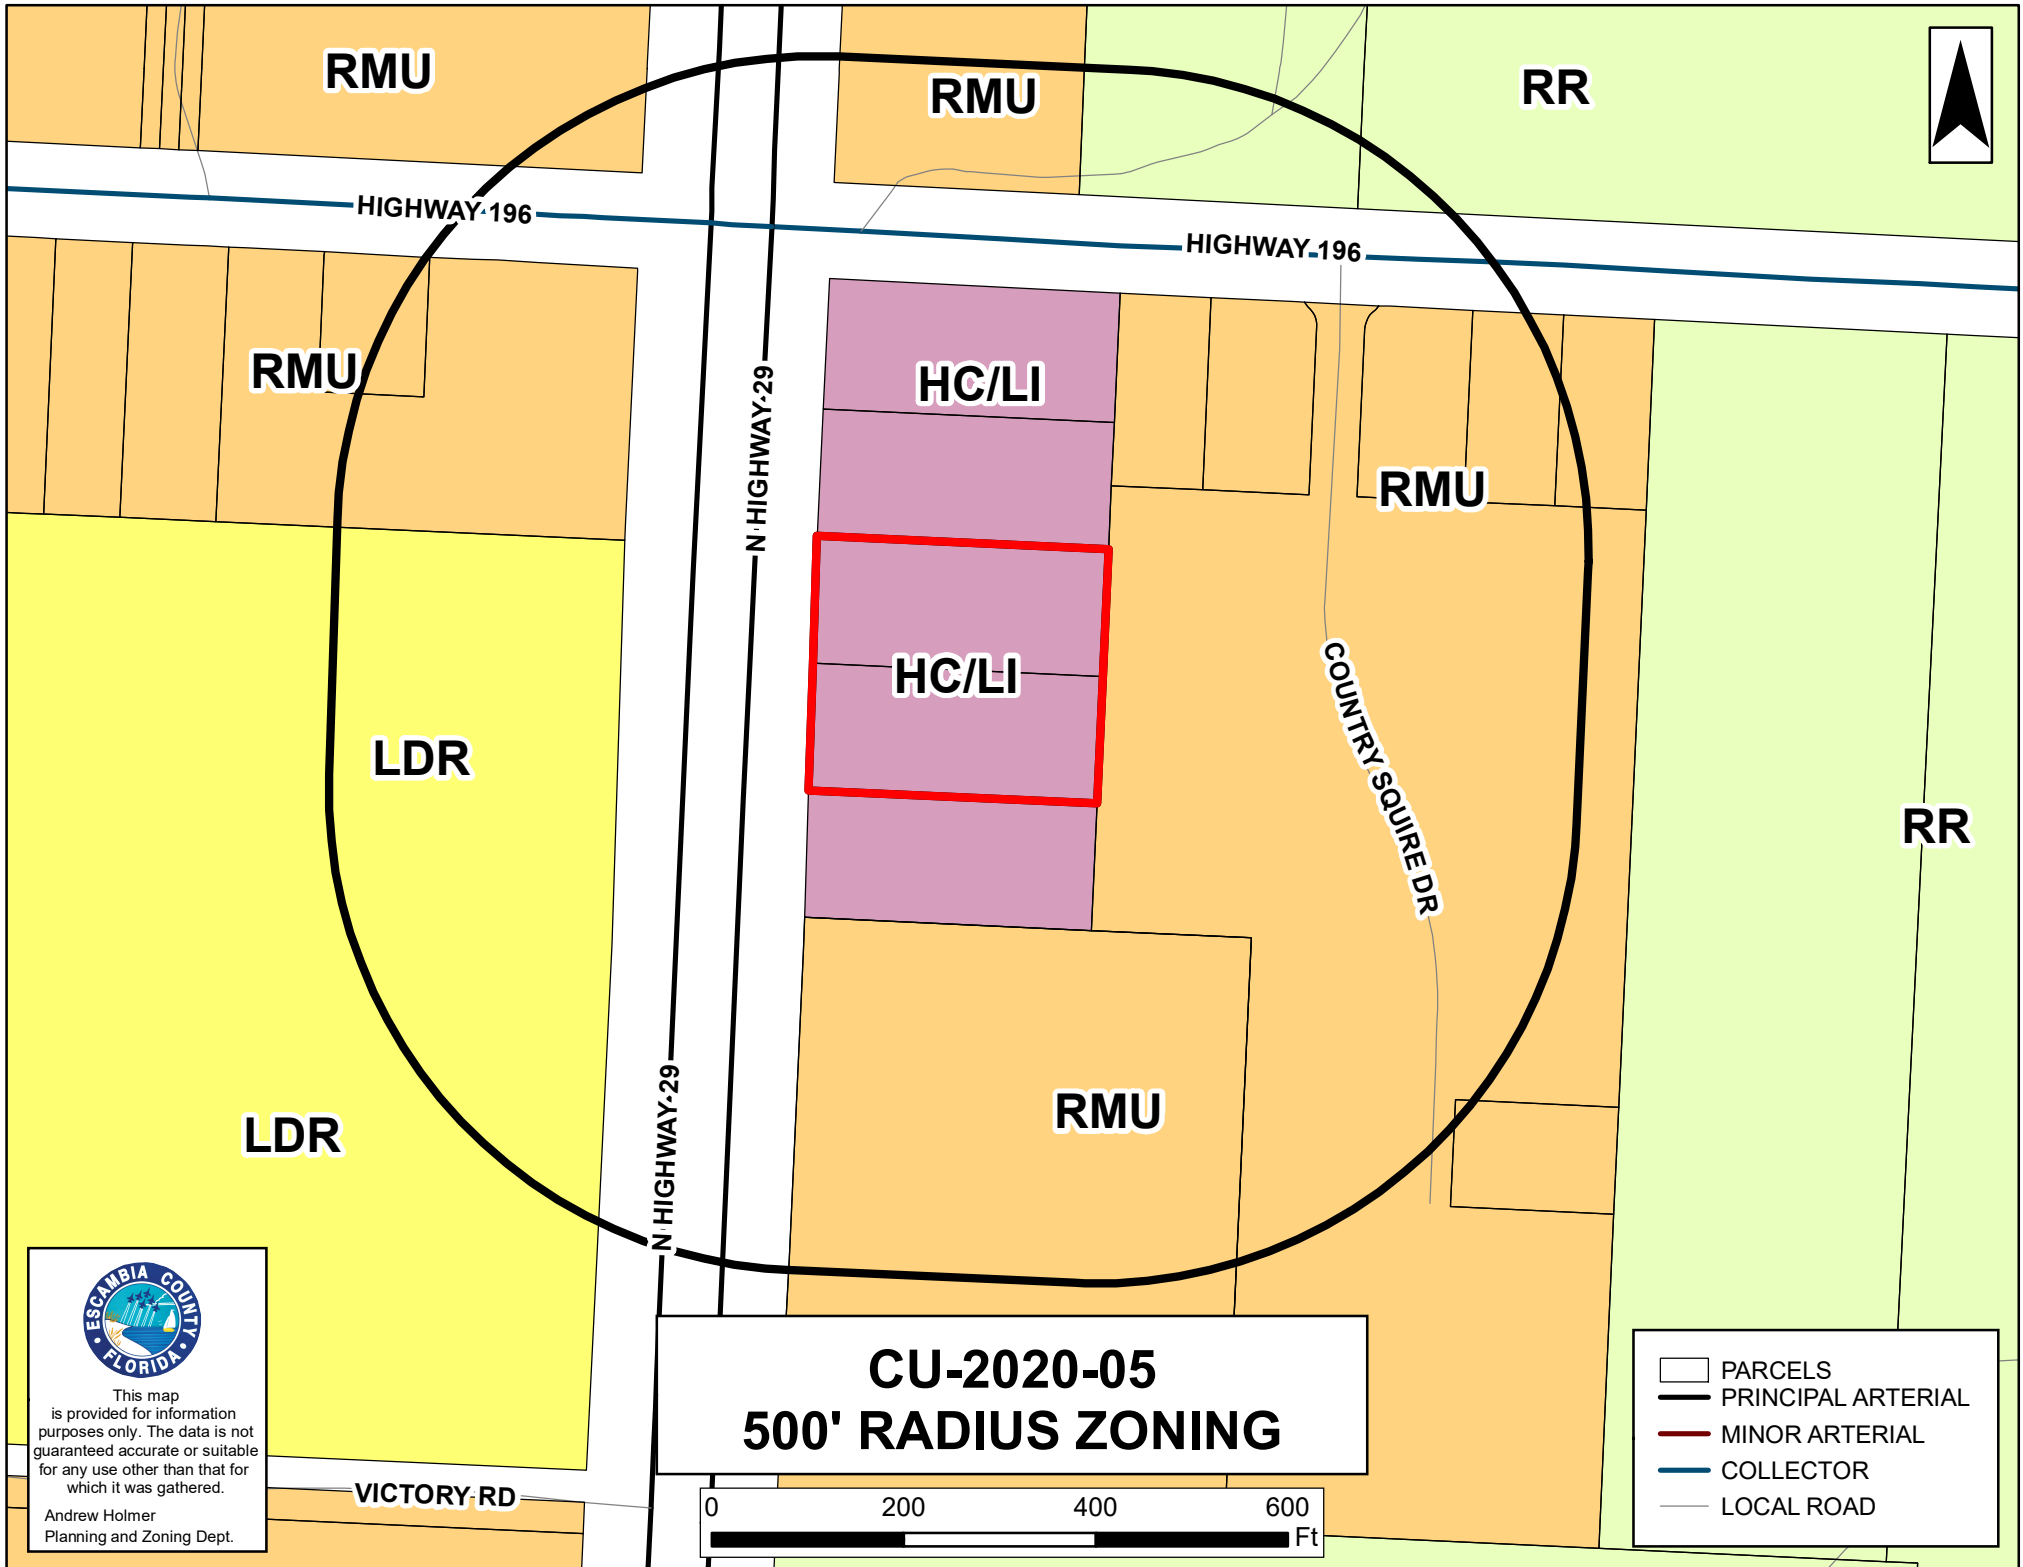 RMU
RMU
RR
HIGHWAY 196
HIGHWAY 196
RMU
HC/LI
N HIGHWAY 29
RMU
HC/LI
COUNTRY SQUIRE DR
LDR
RR
RMU
LDR
N HIGHWAY 29
VICTORY RD
ESCAMBIA COUNTY
FLORIDA
This map
is provided for information
purposes only. The data is not
guaranteed accurate or suitable
for any use other than that for
which it was gathered.
Andrew Holmer
Planning and Zoning Dept.
CU-2020-05
500' RADIUS ZONING
0 200 400 600
Ft
PARCELS
PRINCIPAL ARTERIAL
MINOR ARTERIAL
COLLECTOR
LOCAL ROAD